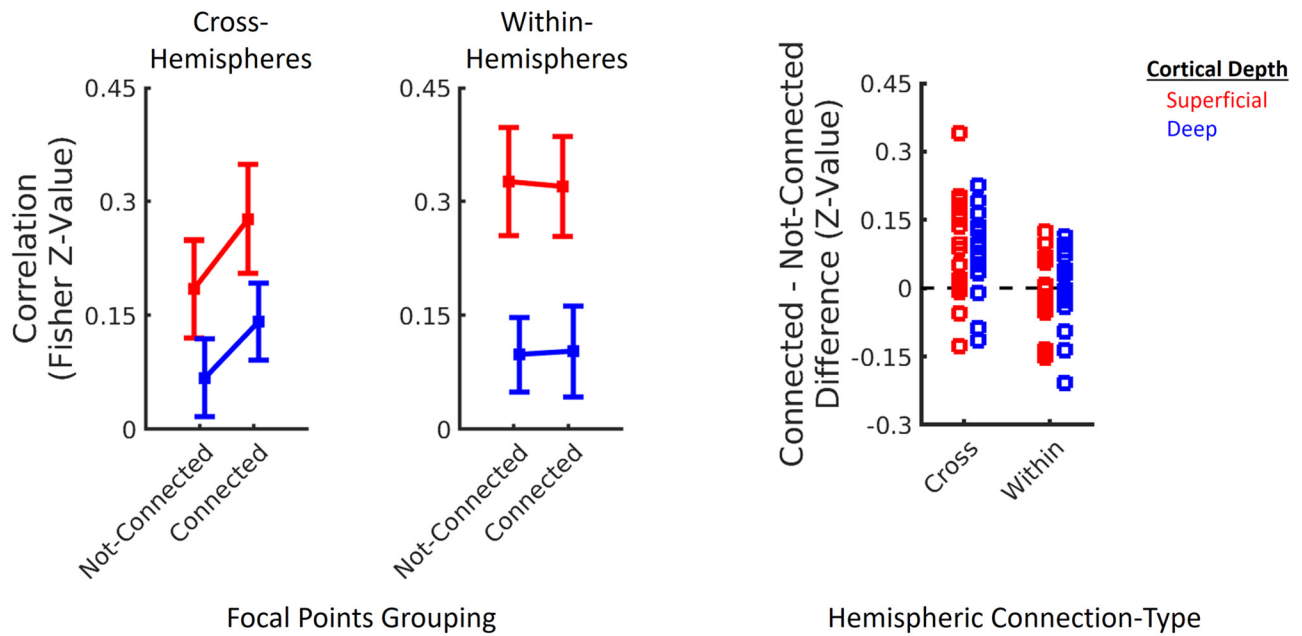 Cross-
Hemispheres
Within-
Hemispheres
Correlation
(Fisher Z-Value)
0.45
0.3
0.15
0
Not-Connected
Connected
0.45
0.3
0.15
0
Not-Connected
Connected
Focal Points Grouping
Connected - Not-Connected
Difference (Z-Value)
0.45
0.3
0.15
0
-0.15
-0.3
Cross
Within
Hemispheric Connection-Type
Cortical Depth
Superficial
Deep